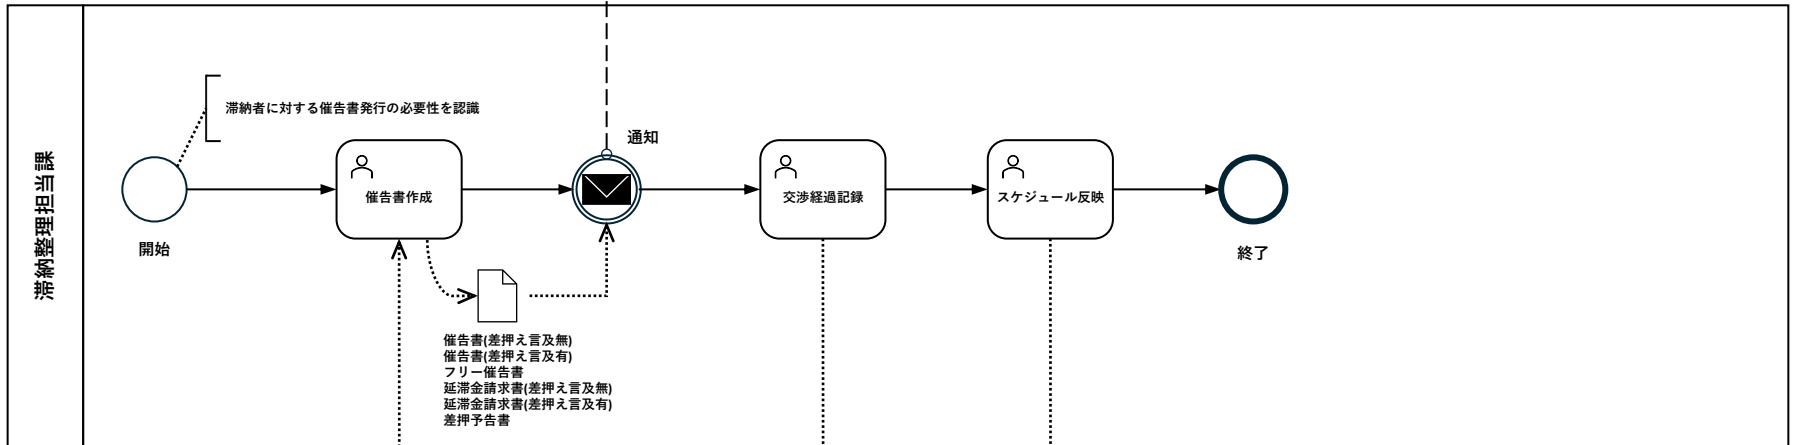 滞納整理担当課
滞納者に対する催告書発行の必要性を認識
開始
催告書作成
通知
催告書(差押え言及無)
催告書(差押え言及有)
フリー催告書
延滞金請求書(差押え言及無)
延滞金請求書(差押え言及有)
差押予告書
交渉経過記録
スケジュール反映
終了